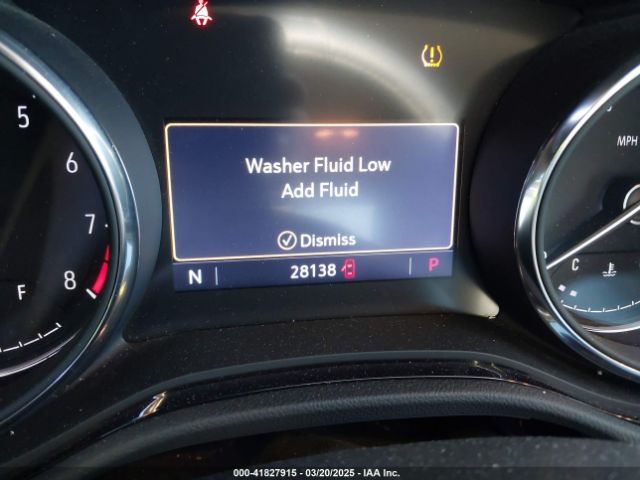 5
6
7
8
F
Washer Fluid Low
Add Fluid
Dismiss
N 28138 P
MPH
C
000-41827915 • 03/20/2025 • IAA Inc.